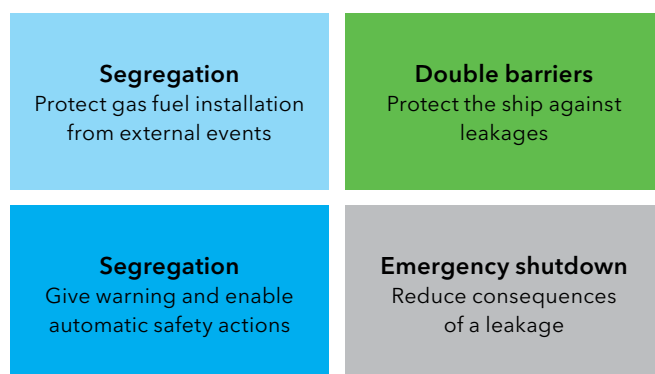 Segregation
Protect gas fuel installation
from external events
Double barriers
Protect the ship against
leakages
Segregation
Give warning and enable
automatic safety actions
Emergency shutdown
Reduce consequences
of a leakage